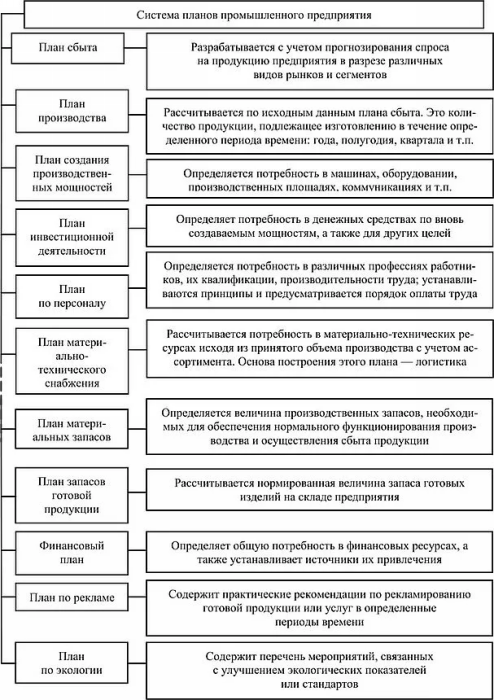 Система планов промышленного предприятия
План сбыта
Разрабатывается с учетом прогнозирования спроса
на продукцию предприятия в разрезе различных
видов рынков и сегментов
План
производства
Рассчитывается по исходным данным плана сбыта. Это коли-
чество продукции, подлежащее изготовлению в течение опре-
деленного периода времени: года, полугодия, квартала и т.п.
План создания
производствен-
ных мощностей
Определяется потребность в машинах, оборудовании,
производственных площадях, коммуникациях и т.п.
План
инвестиционной
деятельности
Определяет потребность в денежных средствах по вновь
создаваемым мощностям, а также для других целей
План
по персоналу
Определяется потребность в различных профессиях работни-
ков, их квалификации, производительности труда; устанавли-
ваются принципы и предусматривается порядок оплаты труда
План матери-
ально-
технического
снабжения
Рассчитывается потребность в материально-технических ре-
сурсах исходя из принятого объема производства с учетом ас-
сортимента. Основа построения этого плана — логистика
План матери-
альных запасов
Определяется величина производственных запасов, необходи-
мых для обеспечения нормального функционирования произ-
водства и осуществления сбыта продукции
План запасов
готовой
продукции
Рассчитывается нормированная величина запаса готовых
изделий на складе предприятия
Финансовый
план
Определяет общую потребность в финансовых ресурсах, а
также устанавливает источники их привлечения
План по рекламе
Содержит практические рекомендации по рекламированию
готовой продукции или услуг в определенные
периоды времени
План
по экологии
Содержит перечень мероприятий, связанных
с улучшением экологических показателей
или стандартов